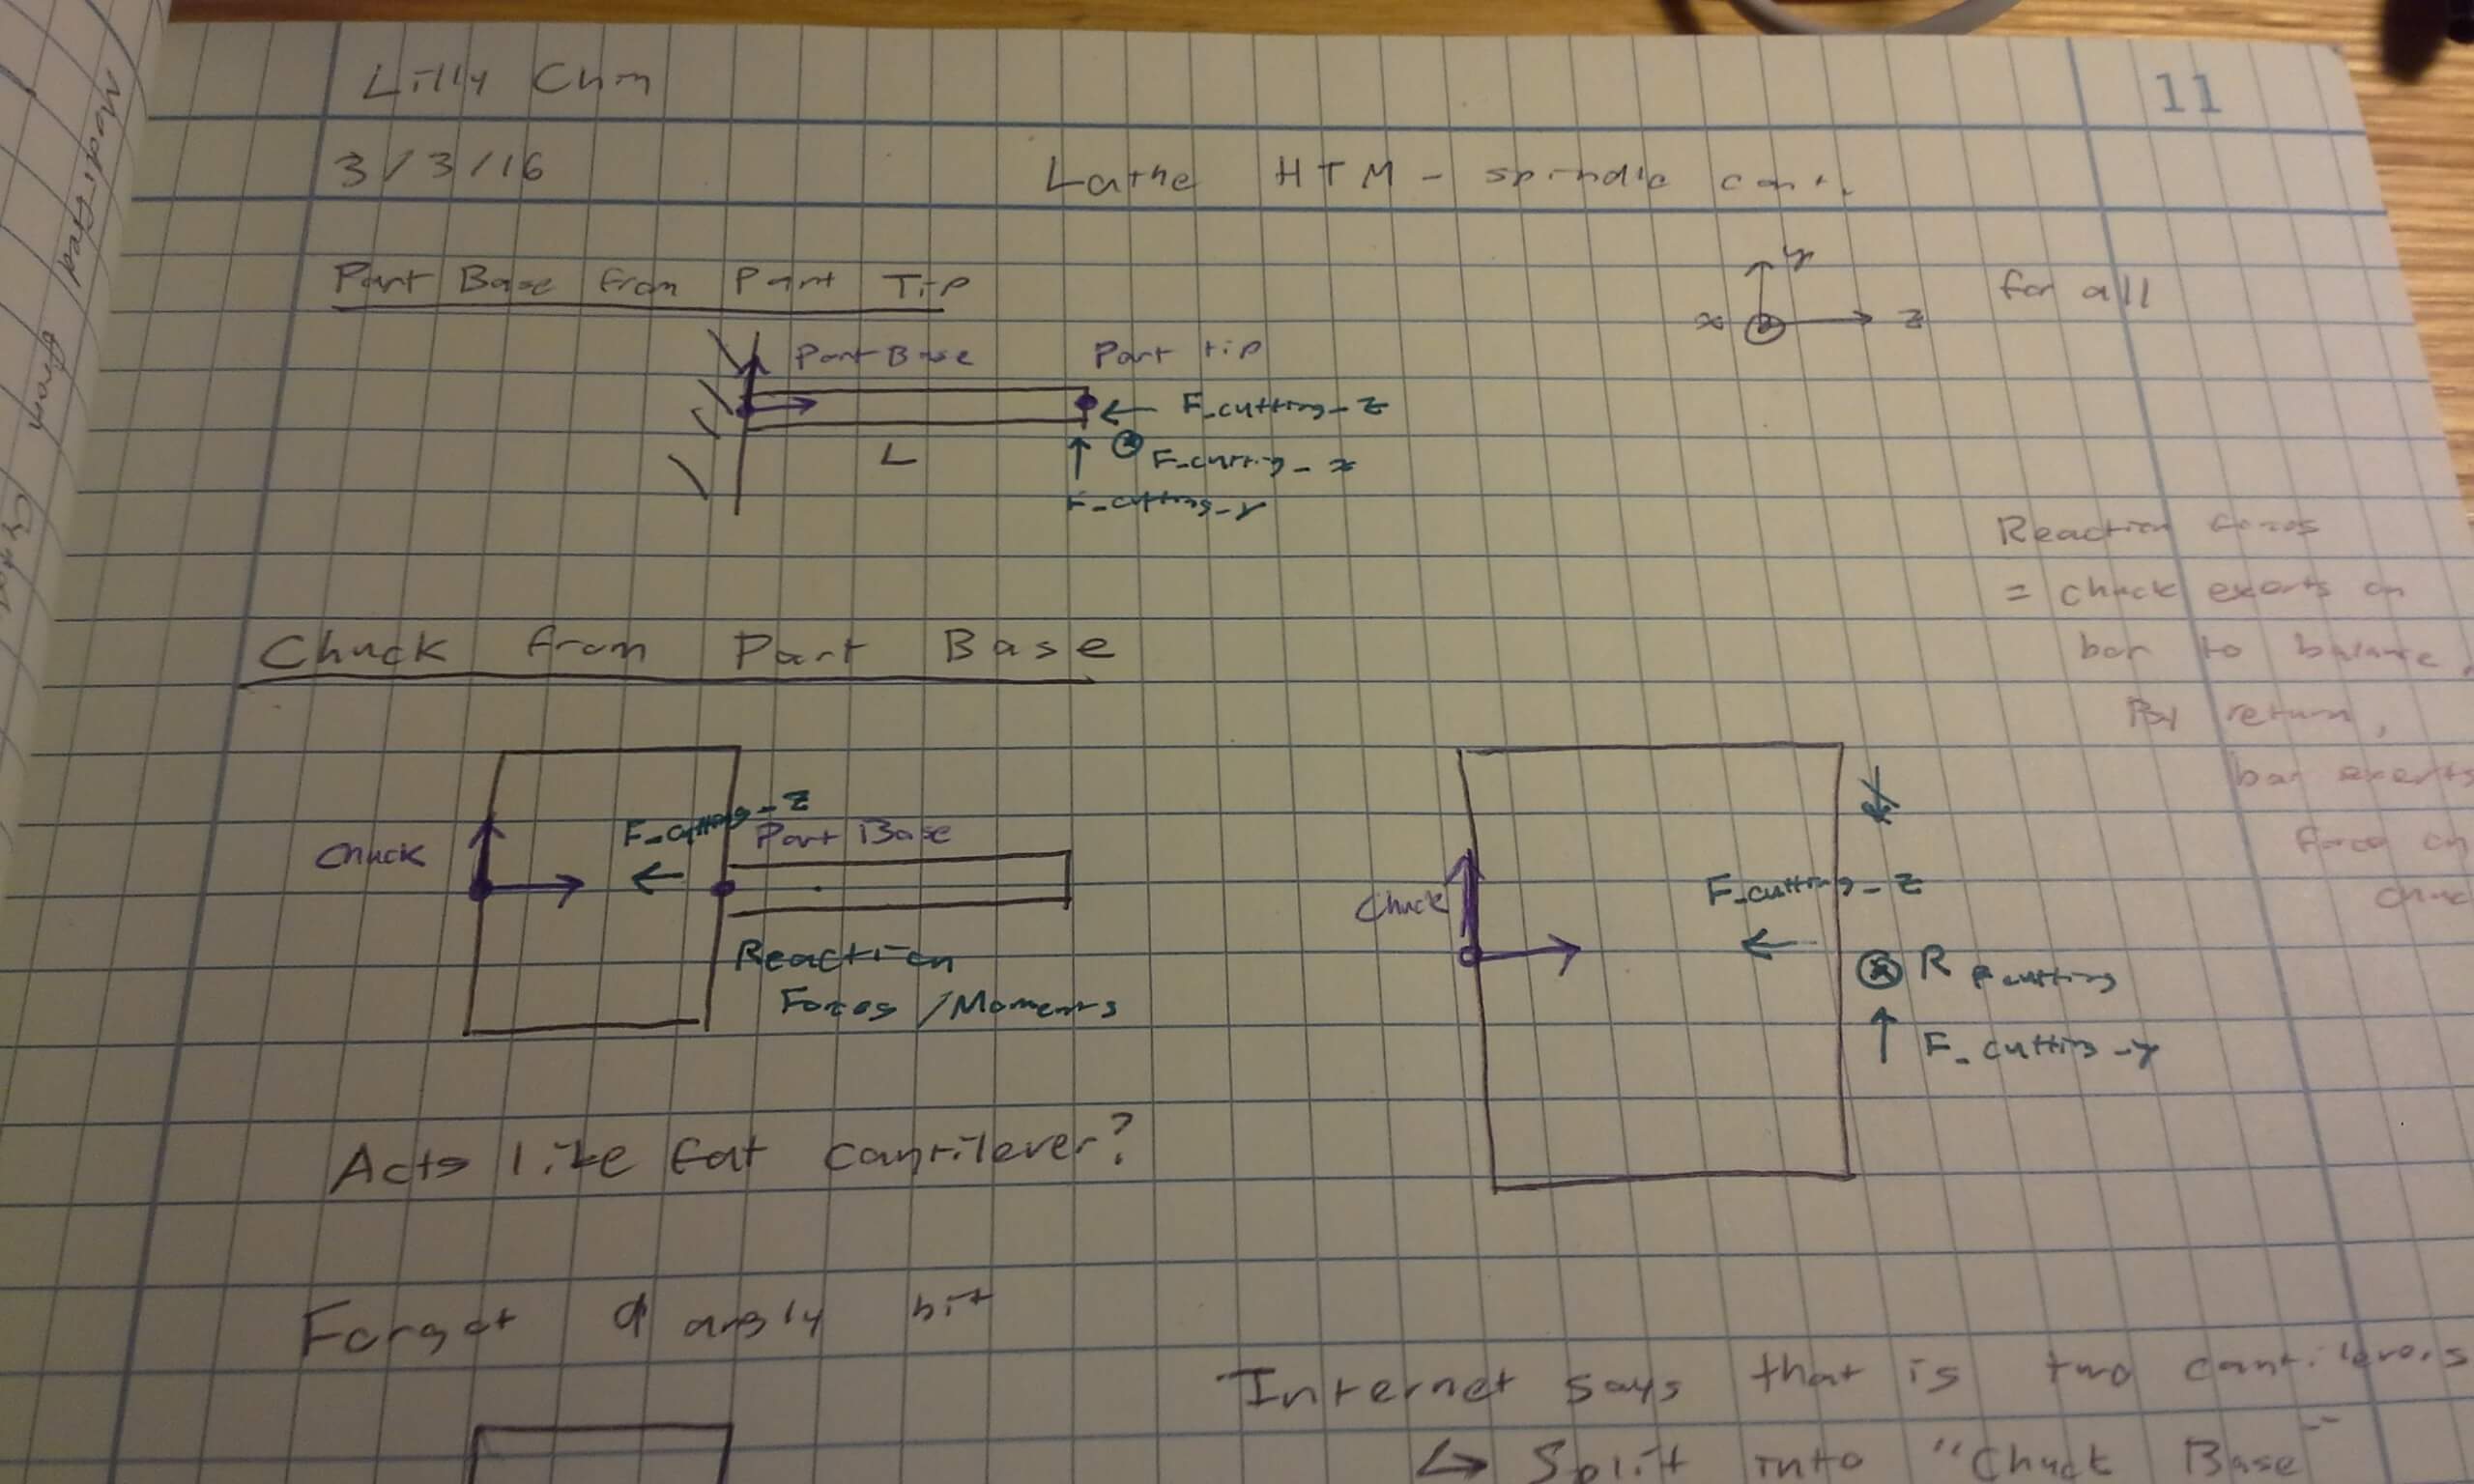 Lilly Chin
11
3/3/16
Lathe HTM - spindle cont.
Part Base from Part Tip
y
x
z
for all
Part Base
Part tip
F_cutting_z
L
F_cutting_x
F_cutting_y
Reaction forces
= chuck exerts on
bar to balance.
By return,
bar exerts
force on
chuck
Chuck from Part Base
F_cutting_z
Part Base
Chuck
Reaction
Forces / Moments
Chuck
F_cutting_z
R
F_cutting_y
Acts like fat cantilever?
Forget d angly bit
Internet says that is two cantilevers
↳ Split into "Chuck Base"